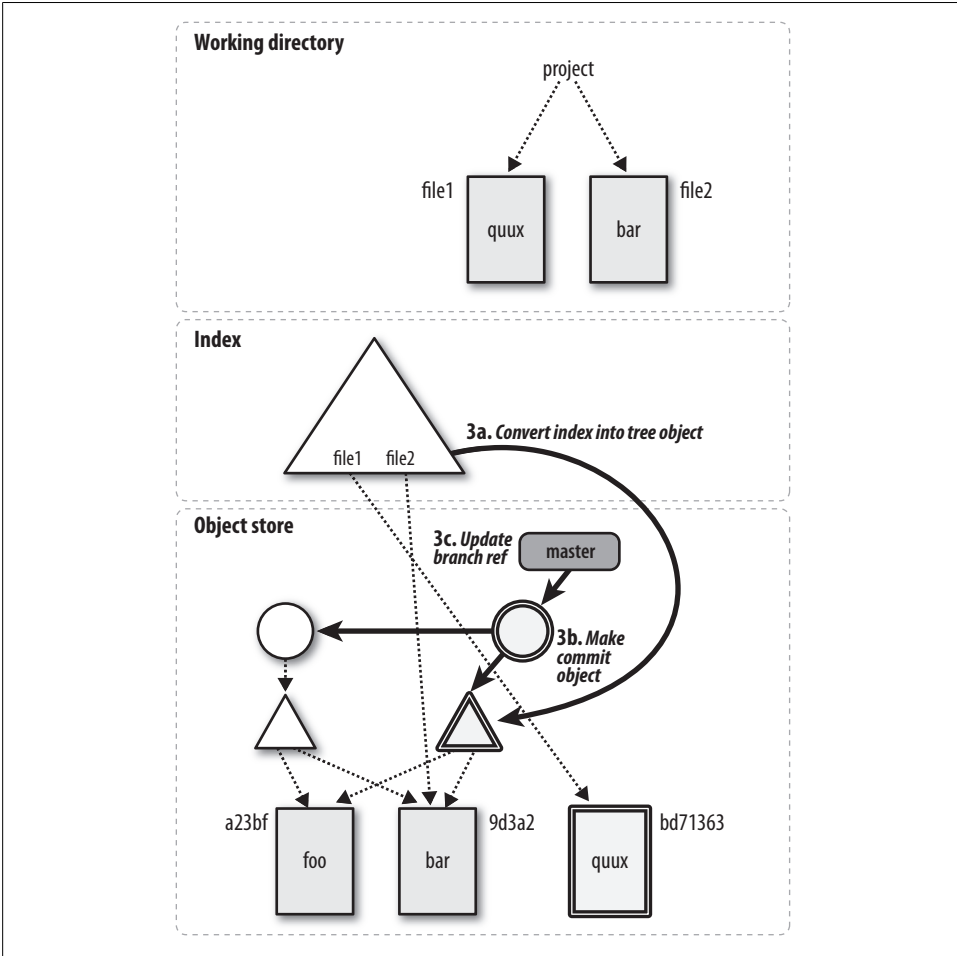 Working directory
project
file1
quux
bar
file2
Index
3a. Convert index into tree object
file1 file2
Object store
3c. Update
branch ref
master
3b. Make
commit
object
a23bf
foo
bar
9d3a2
quux
bd71363